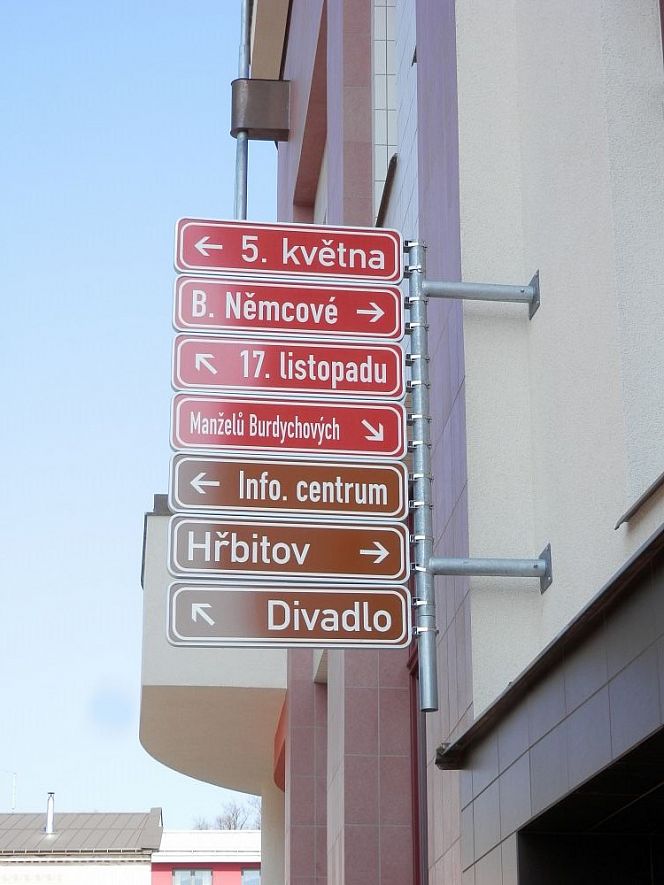 5. května
B. Němcové
17. listopadu
Manželů Burdychových
Info. centrum
Hřbitov
Divadlo